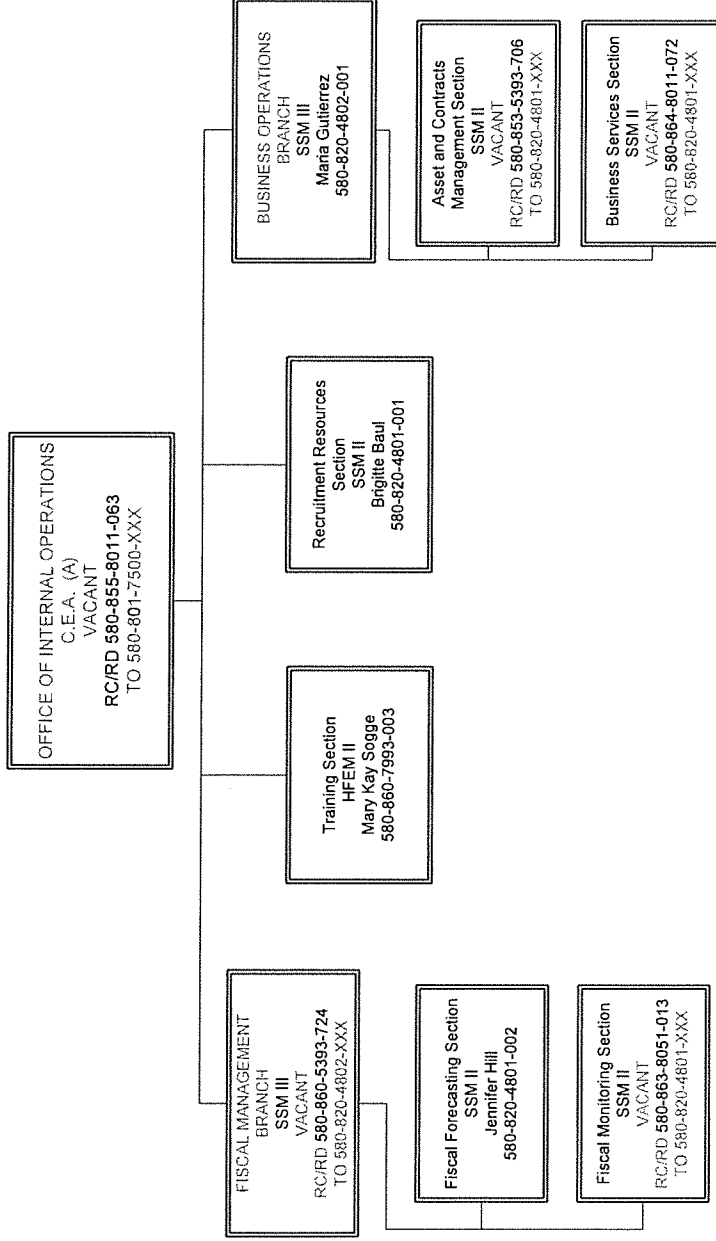 OFFICE OF INTERNAL OPERATIONS
C.E.A. (A)
VACANT
RC/RD 580-855-8011-063
TO 580-801-7500-XXX
FISCAL MANAGEMENT
BRANCH
SSM III
VACANT
RC/RD 580-860-5393-724
TO 580-820-4802-XXX
Fiscal Forecasting Section
SSM II
Jennifer Hill
580-820-4801-002
Fiscal Monitoring Section
SSM II
VACANT
RC/RD 580-863-8051-013
TO 580-820-4801-XXX
Training Section
HFEM II
Mary Kay Sogge
580-860-7993-003
Recruitment Resources
Section
SSM II
Brigitte Baul
580-820-4801-001
BUSINESS OPERATIONS
BRANCH
SSM III
Maria Gutierrez
580-820-4802-001
Asset and Contracts
Management Section
SSM II
VACANT
RC/RD 580-853-5393-706
TO 580-820-4801-XXX
Business Services Section
SSM II
VACANT
RC/RD 580-864-8011-072
TO 580-820-4801-XXX